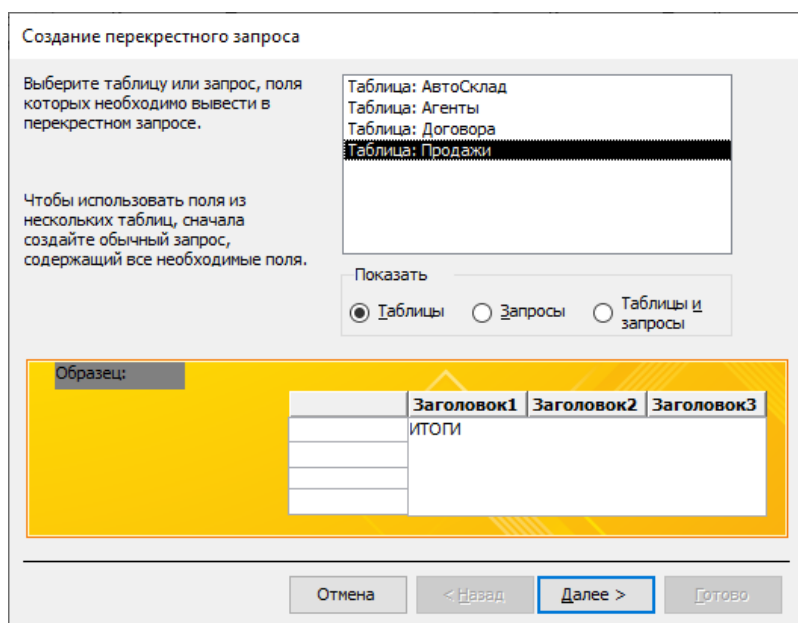 Создание перекрестного запроса
Выберите таблицу или запрос, поля
которых необходимо вывести в
перекрестном запросе.
Чтобы использовать поля из
нескольких таблиц, сначала
создайте обычный запрос,
содержащий все необходимые поля.
Таблица: АвтоСклад
Таблица: Агенты
Таблица: Договора
Таблица: Продажи
Показать
Таблицы
Запросы
Таблицы и
запросы
Образец:
Заголовок1 Заголовок2 Заголовок3
ИТОГИ
Отмена < Назад Далее > Готово